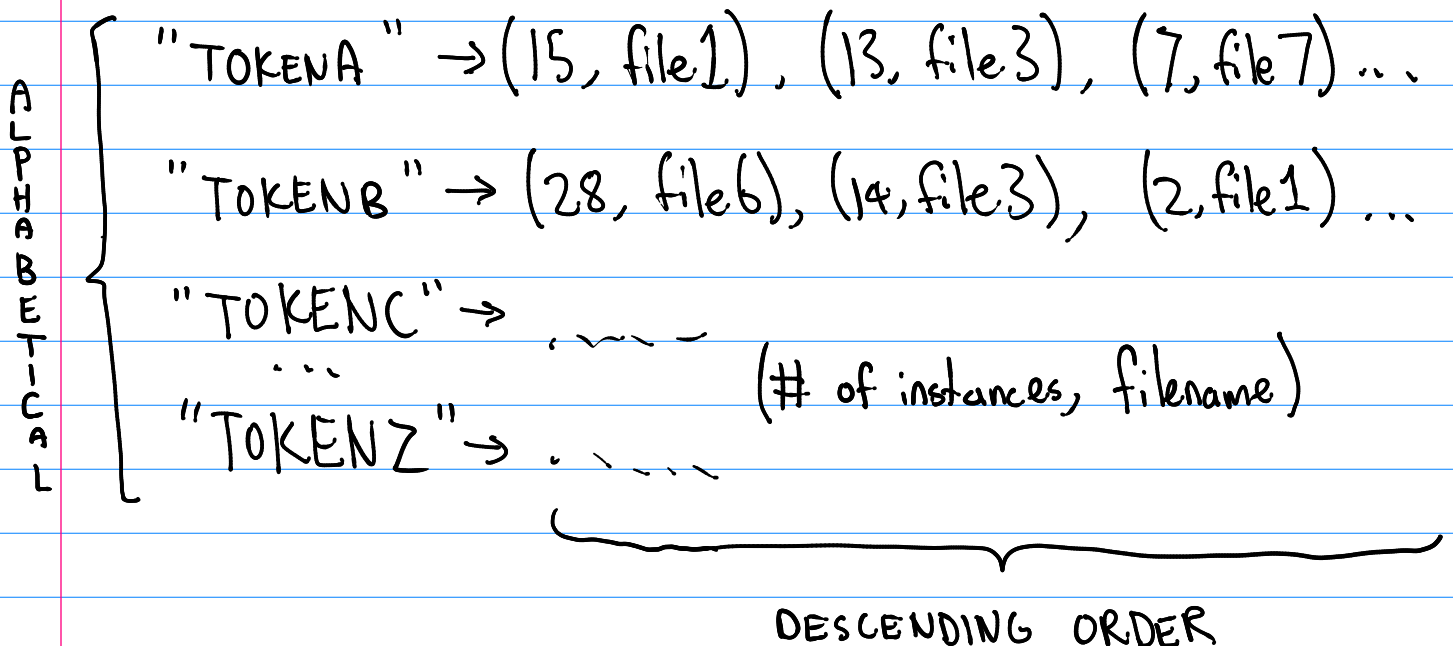 ALPHABETICAL
"TOKENA" → (15, file1), (13, file3), (7, file7) ...
"TOKENB" → (28, file6), (14, file3), (2, file1) ...
"TOKENC" →
...
(# of instances, filename)
"TOKENZ" →
DESCENDING ORDER